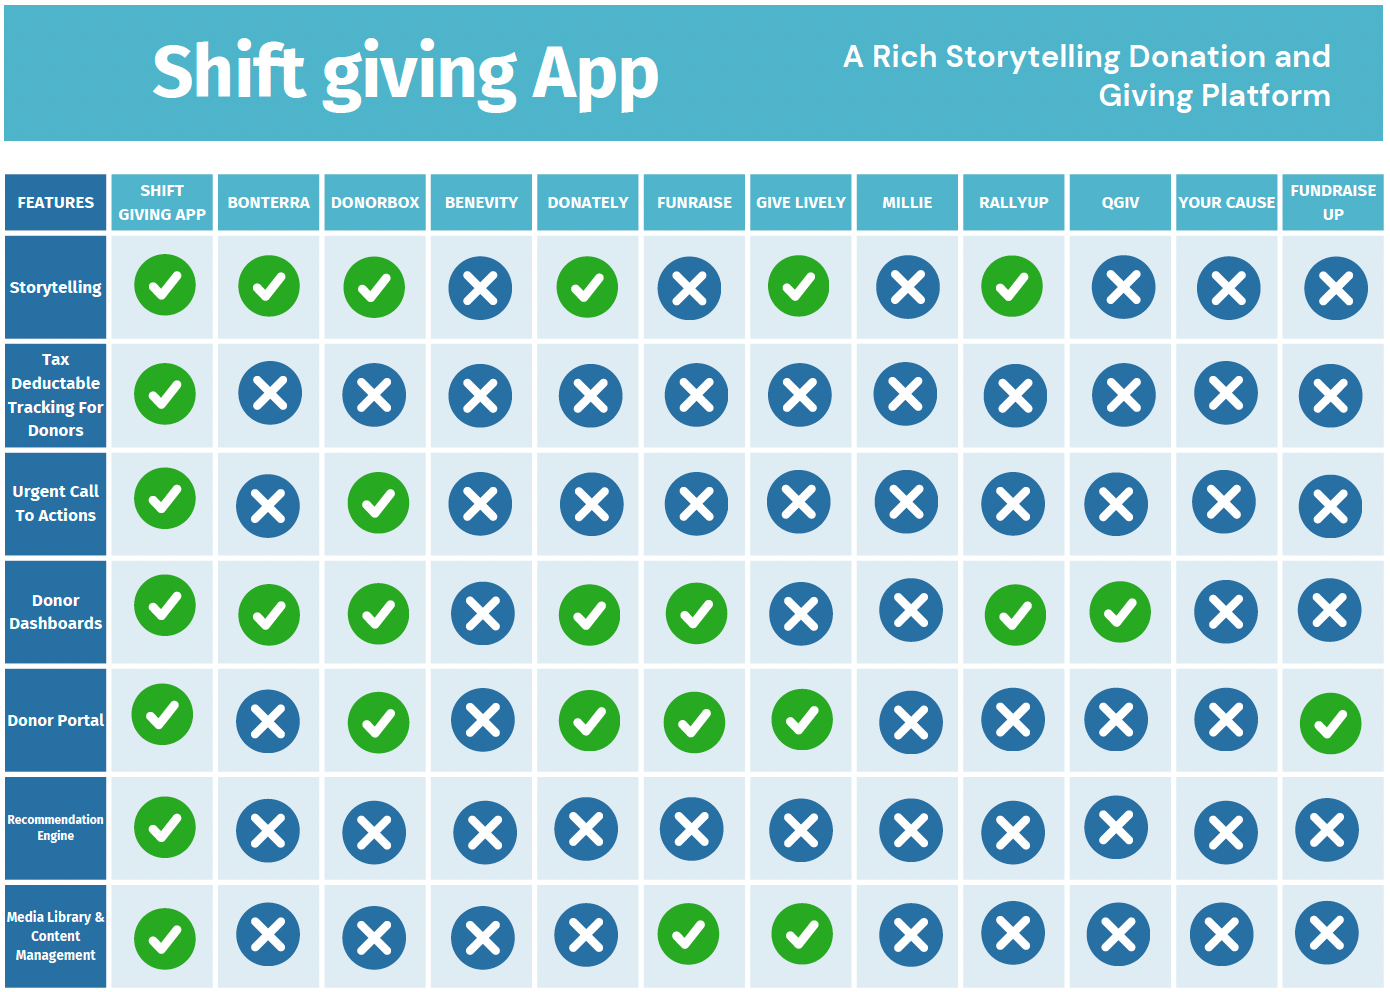 Shift giving App
A Rich Storytelling Donation and
Giving Platform
FEATURES
SHIFT
GIVING APP
BONTERRA
DONORBOX
BENEVITY
DONATELY
FUNRAISE
GIVE LIVELY
MILLIE
RALLYUP
QGIV
YOUR CAUSE
FUNDRAISE
UP
Storytelling
Tax
Deductable
Tracking For
Donors
Urgent Call
To Actions
Donor
Dashboards
Donor Portal
Recommendation
Engine
Media Library &
Content
Management